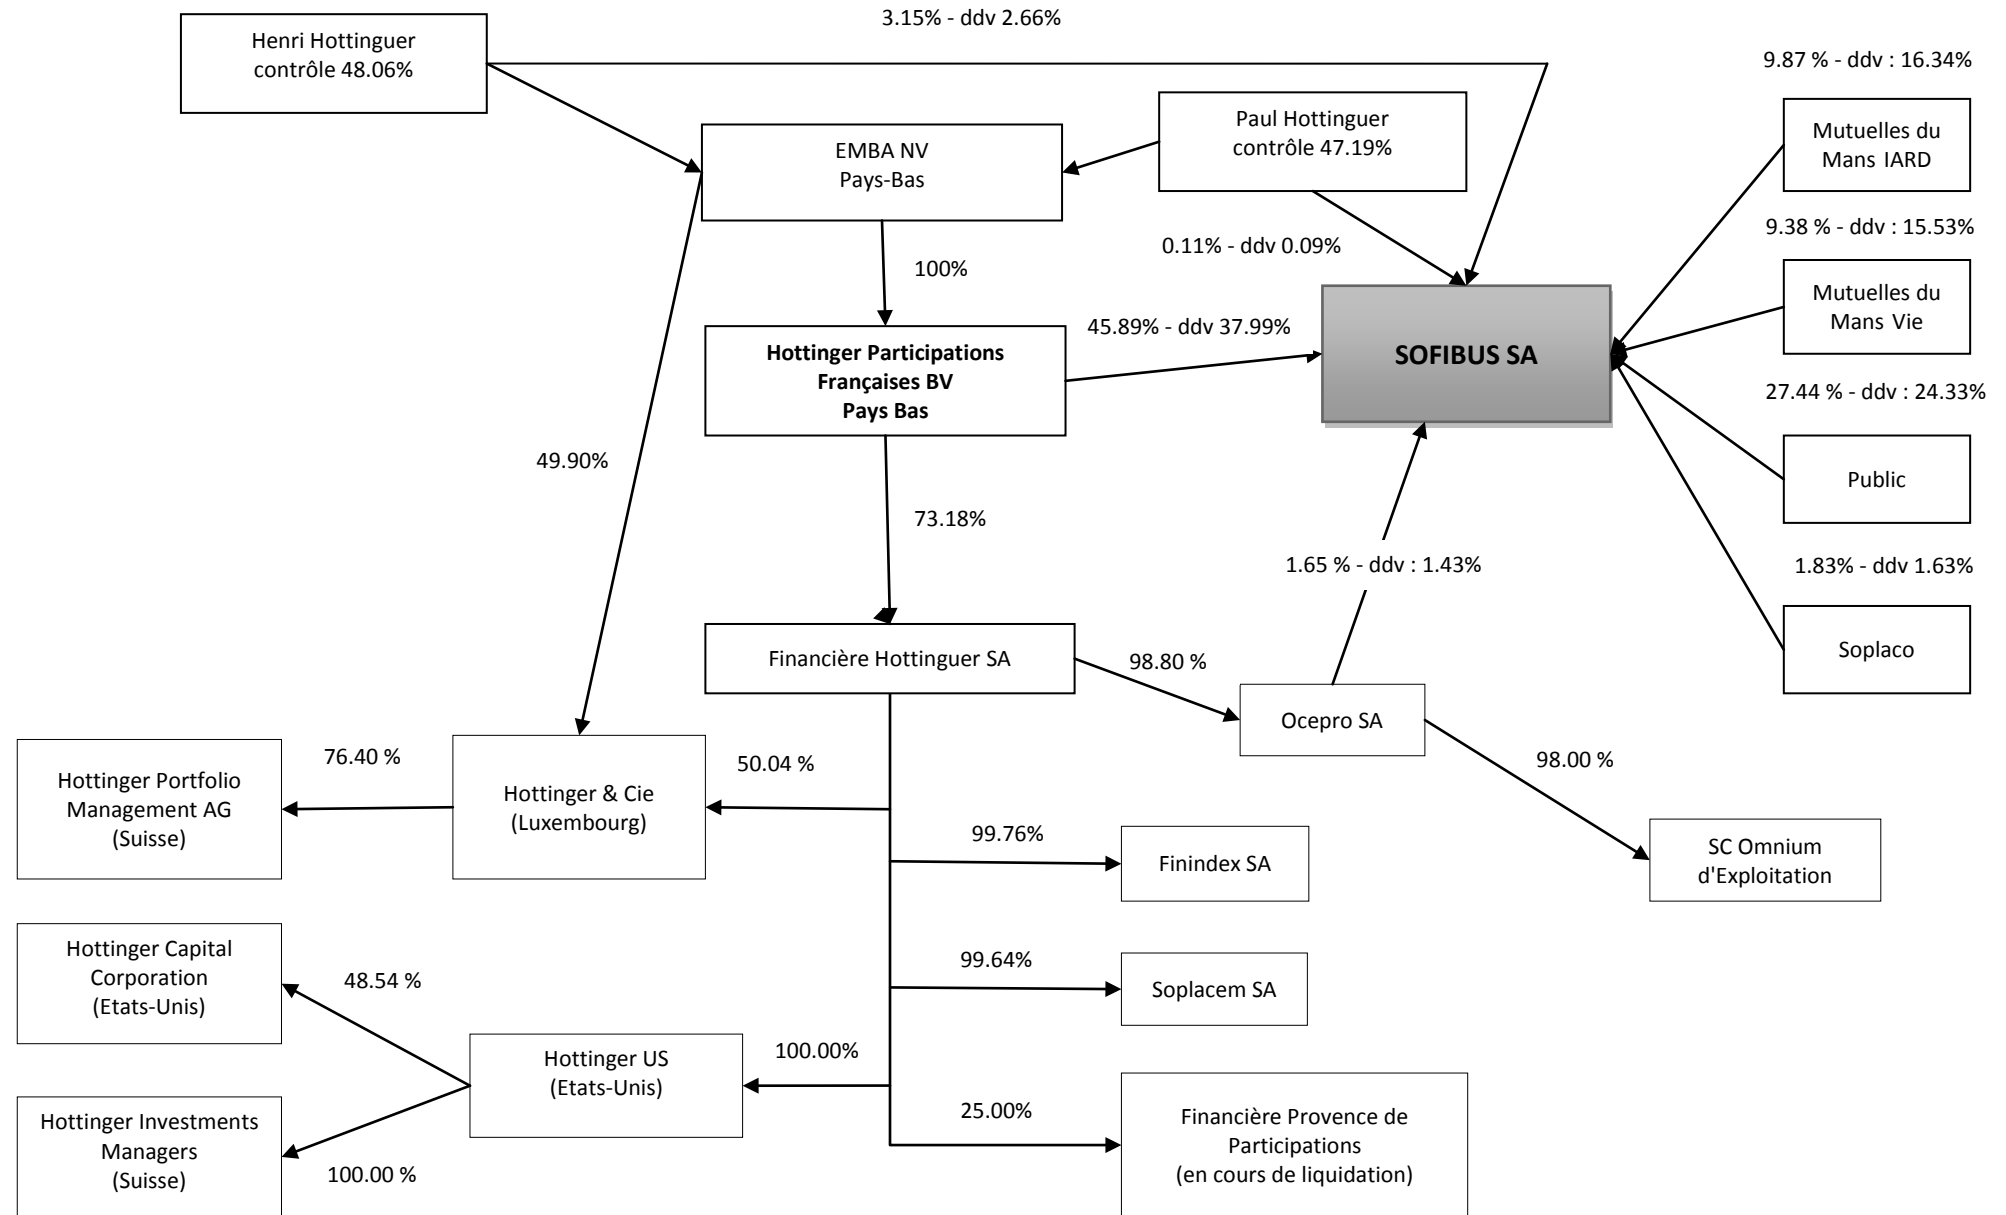 3.15% - ddv 2.66%
Henri Hottinguer
contrôle 48.06%
9.87 % - ddv : 16.34%
Paul Hottinguer
contrôle 47.19%
Mutuelles du
Mans IARD
EMBA NV
Pays-Bas
9.38 % - ddv : 15.53%
0.11% - ddv 0.09%
100%
Mutuelles du
Mans Vie
45.89% - ddv 37.99%
Hottinger Participations
Françaises BV
Pays Bas
SOFIBUS SA
27.44 % - ddv : 24.33%
49.90%
Public
73.18%
1.65 % - ddv : 1.43%
1.83% - ddv 1.63%
Financière Hottinguer SA
98.80 %
Soplaco
Ocepro SA
76.40 %
50.04 %
98.00 %
Hottinger Portfolio
Management AG
(Suisse)
Hottinger & Cie
(Luxembourg)
99.76%
Finindex SA
SC Omnium
d'Exploitation
Hottinger Capital
Corporation
(Etats-Unis)
48.54 %
99.64%
Soplacem SA
Hottinger US
(Etats-Unis)
100.00%
Hottinger Investments
Managers
(Suisse)
100.00 %
25.00%
Financière Provence de
Participations
(en cours de liquidation)